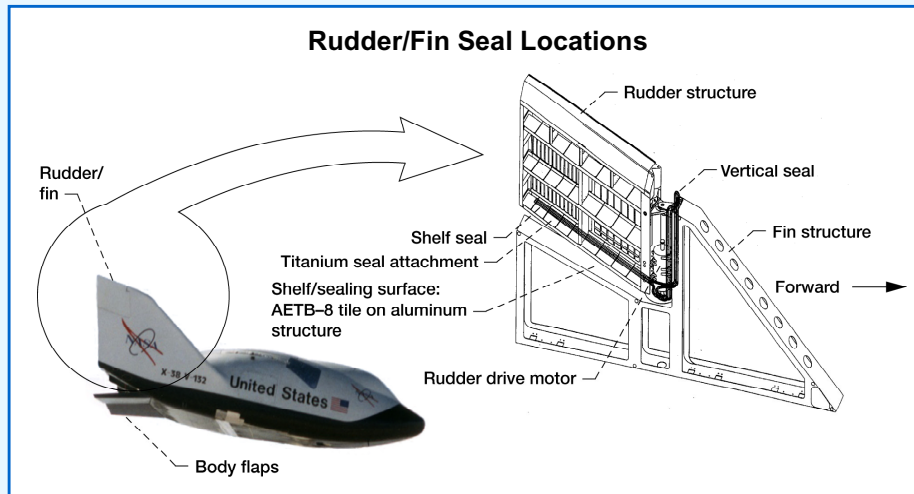 Rudder/Fin Seal Locations
Rudder structure
Rudder/
fin
Vertical seal
Shelf seal
Fin structure
Titanium seal attachment
Shelf/sealing surface:
AETB–8 tile on aluminum
structure
Forward
Rudder drive motor
NASA
X-38 V-132
United States
Body flaps